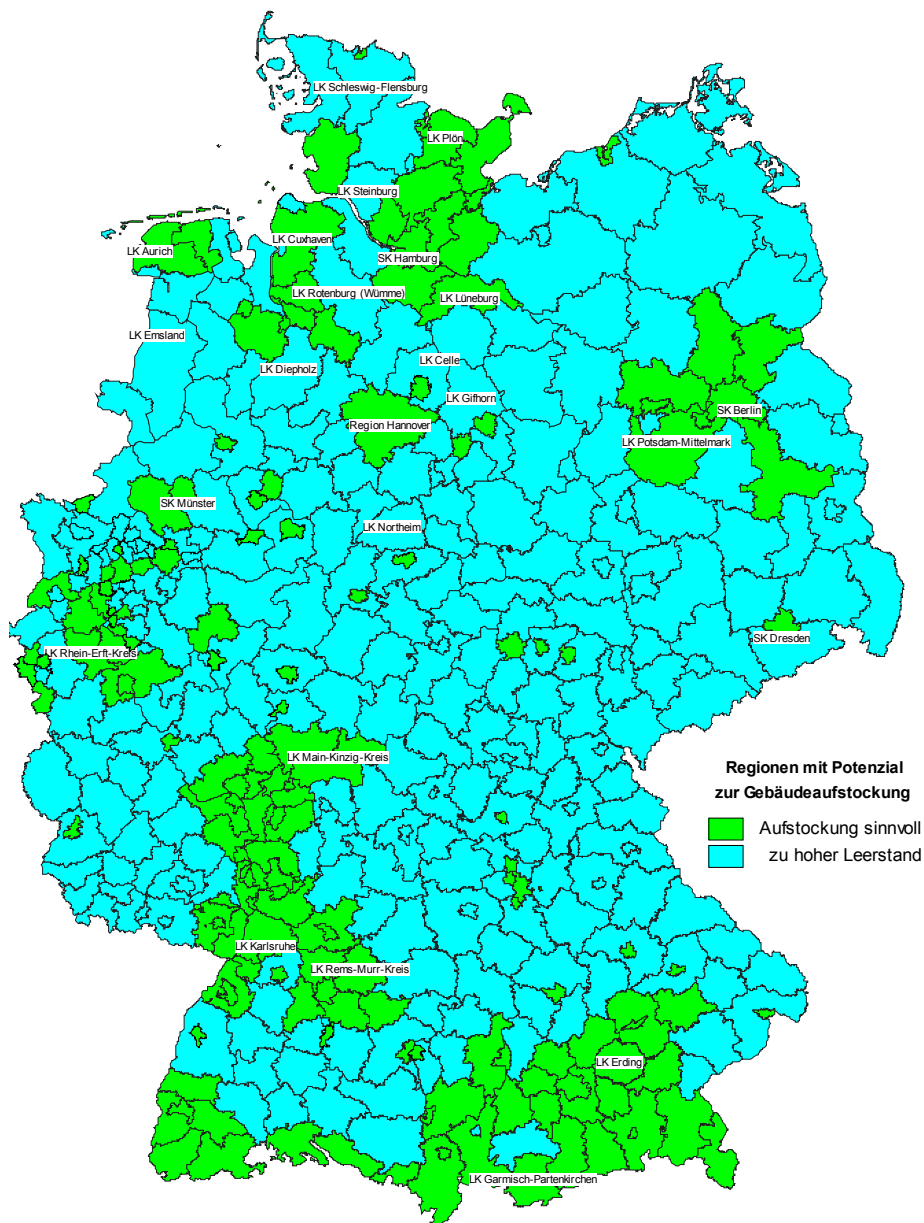 LK Schleswig-Flensburg
LK Plön
LK Steinburg
LK Cuxhaven
LK Aurich
SK Hamburg
LK Rotenburg (Wümme)
LK Lüneburg
LK Emsland
LK Celle
LK Diepholz
LK Gifhorn
SK Berlin
Region Hannover
LK Potsdam-Mittelmark
SK Münster
LK Northeim
SK Dresden
LK Rhein-Erft-Kreis
LK Main-Kinzig-Kreis
Regionen mit Potenzial
zur Gebäudeaufstockung
Aufstockung sinnvoll
zu hoher Leerstand
LK Karlsruhe
LK Rems-Murr-Kreis
LK Erding
LK Garmisch-Partenkirchen